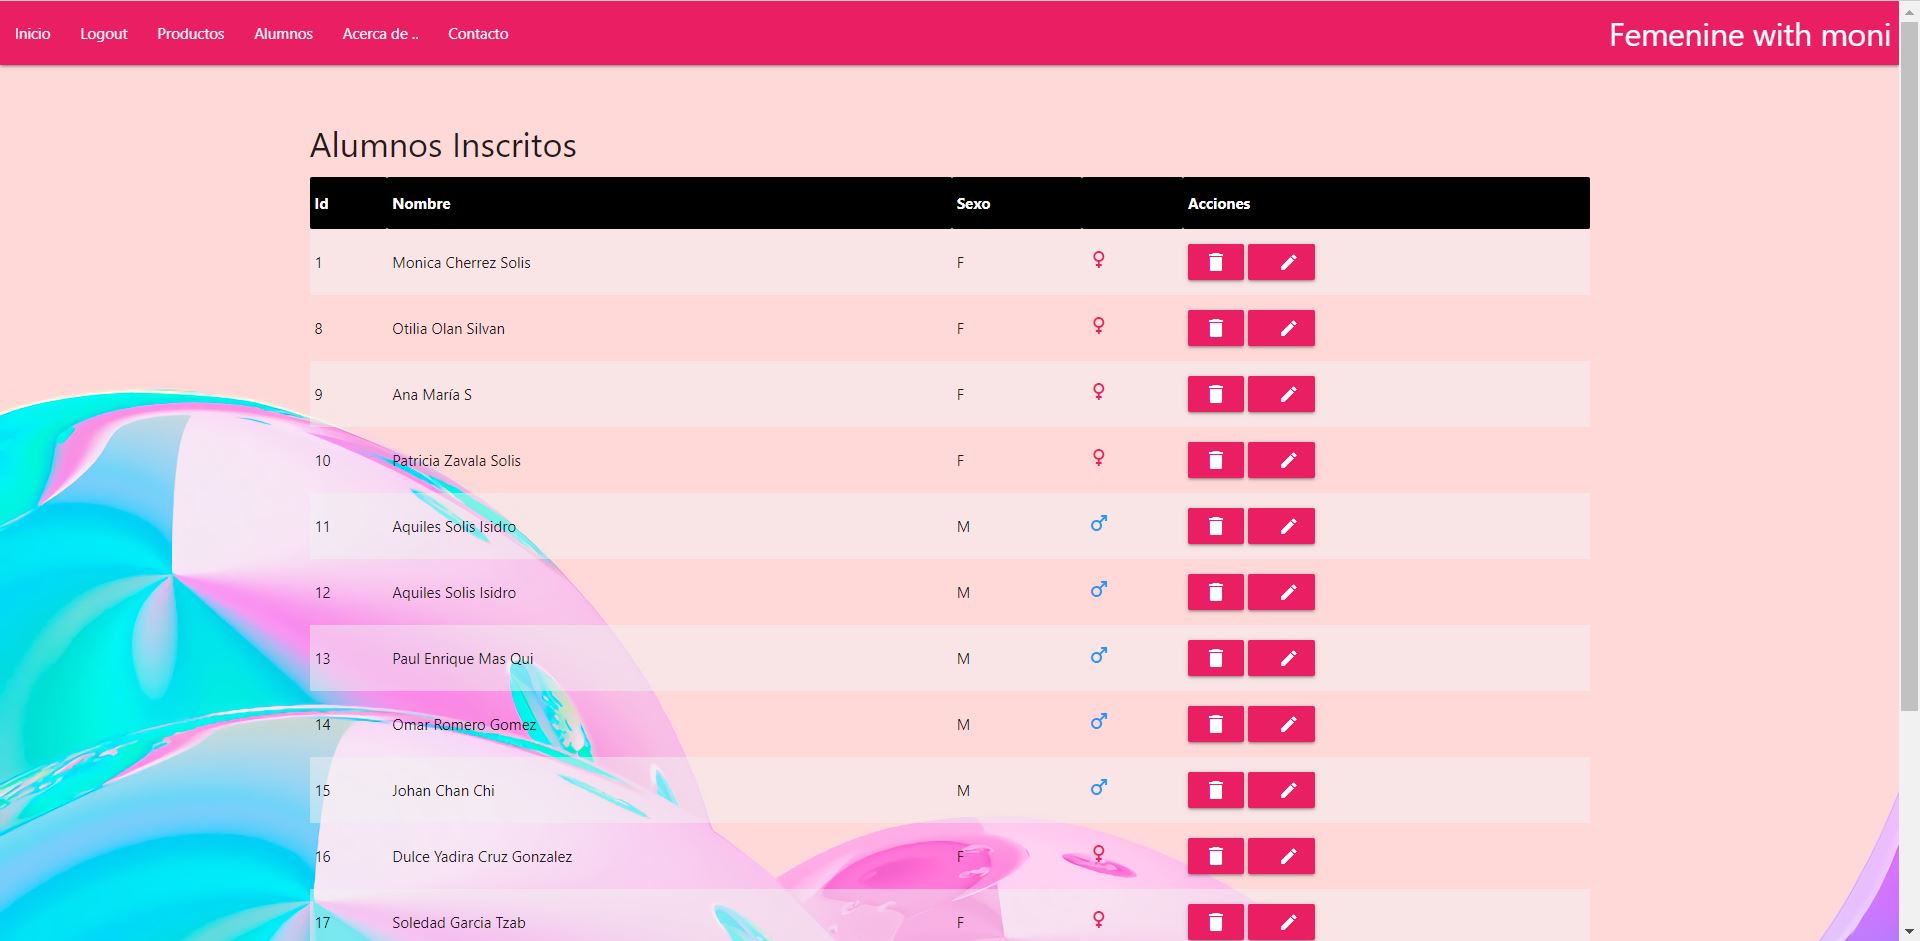 Inicio Logout Productos Alumnos Acerca de .. Contacto Femenine with moni
Alumnos Inscritos
Id Nombre Sexo Acciones
1 Monica Cherrez Solis F
8 Otilia Olan Silvan F
9 Ana María S F
10 Patricia Zavala Solis F
11 Aquiles Solis Isidro M
12 Aquiles Solis Isidro M
13 Paul Enrique Mas Qui M
14 Omar Romero Gomez M
15 Johan Chan Chi M
16 Dulce Yadira Cruz Gonzalez F
17 Soledad Garcia Tzab F